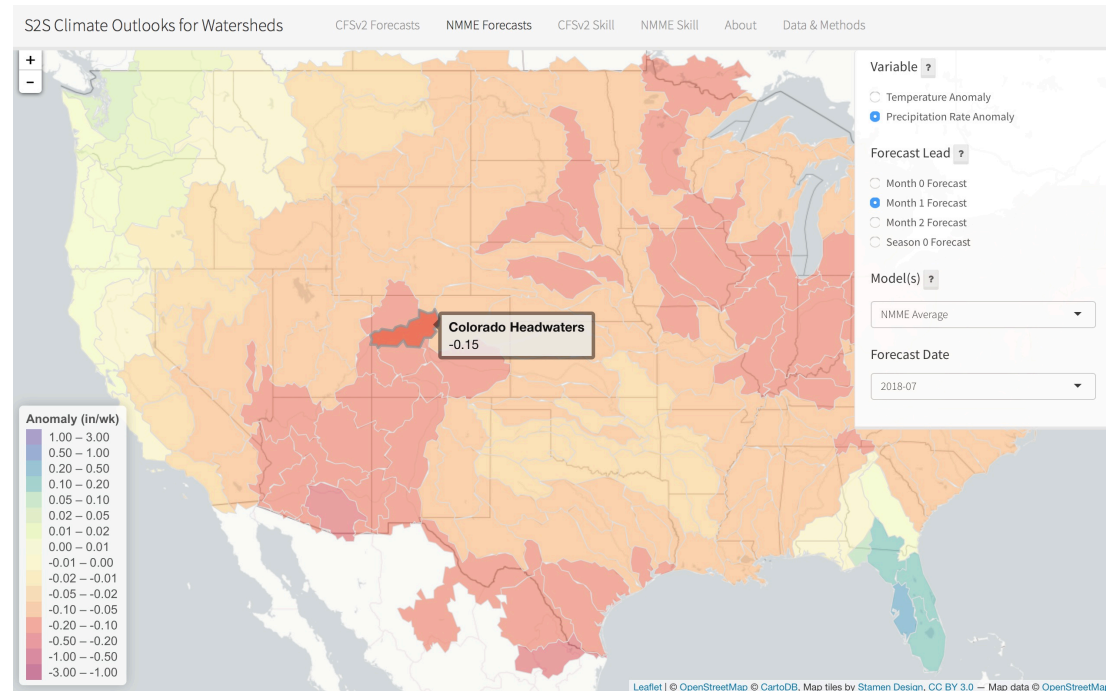 S2S Climate Outlooks for Watersheds
CFSv2 Forecasts
NMME Forecasts
CFSv2 Skill
NMME Skill
About
Data & Methods
+
−
Variable ?
Temperature Anomaly
Precipitation Rate Anomaly
Forecast Lead ?
Month 0 Forecast
Month 1 Forecast
Month 2 Forecast
Season 0 Forecast
Model(s) ?
NMME Average
Forecast Date
2018-07
Colorado Headwaters
-0.15
Anomaly (in/wk)
1.00 – 3.00
0.50 – 1.00
0.20 – 0.50
0.10 – 0.20
0.05 – 0.10
0.02 – 0.05
0.01 – 0.02
0.00 – 0.01
-0.01 – 0.00
-0.02 – -0.01
-0.05 – -0.02
-0.10 – -0.05
-0.20 – -0.10
-0.50 – -0.20
-1.00 – -0.50
-3.00 – -1.00
Leaflet | © OpenStreetMap © CartoDB, Map tiles by Stamen Design, CC BY 3.0 — Map data © OpenStreetMap